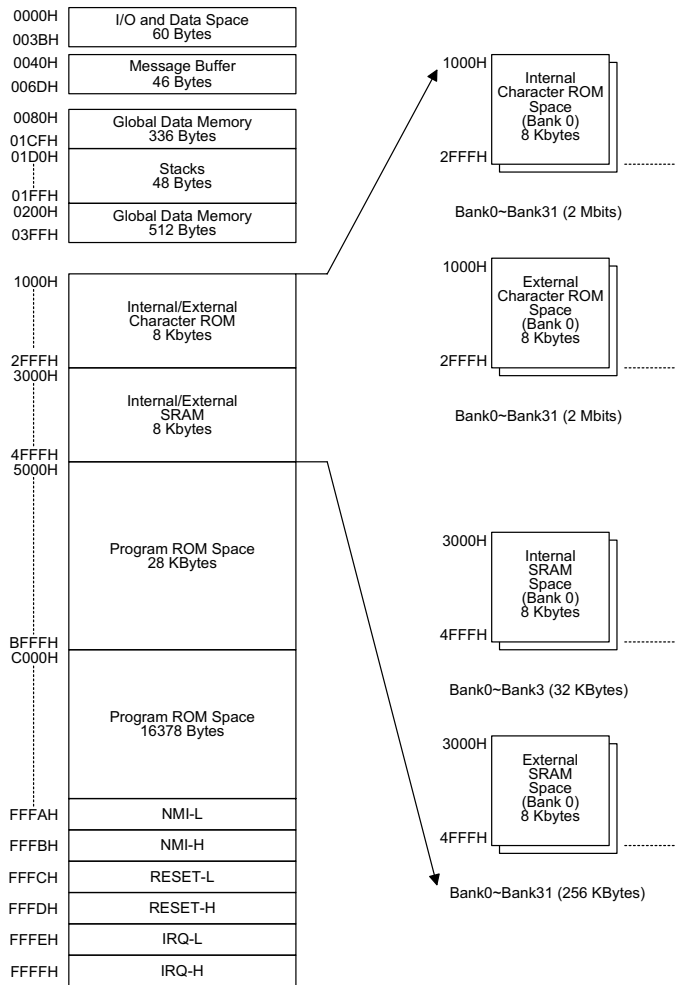 0000H
I/O and Data Space
60 Bytes
003BH
0040H
Message Buffer
46 Bytes
006DH
0080H
Global Data Memory
336 Bytes
01CFH
01D0H
Stacks
48 Bytes
01FFH
0200H
Global Data Memory
512 Bytes
03FFH
1000H
Internal/External
Character ROM
8 Kbytes
2FFFH
3000H
Internal/External
SRAM
8 Kbytes
4FFFH
5000H
Program ROM Space
28 KBytes
BFFFH
C000H
Program ROM Space
16378 Bytes
FFFAH
NMI-L
FFFBH
NMI-H
FFFCH
RESET-L
FFFDH
RESET-H
FFFEH
IRQ-L
FFFFH
IRQ-H
1000H
Internal
Character ROM
Space
(Bank 0)
8 Kbytes
2FFFH
Bank0~Bank31 (2 Mbits)
1000H
External
Character ROM
Space
(Bank 0)
8 Kbytes
2FFFH
Bank0~Bank31 (2 Mbits)
3000H
Internal
SRAM
Space
(Bank 0)
8 Kbytes
4FFFH
Bank0~Bank3 (32 KBytes)
3000H
External
SRAM
Space
(Bank 0)
8 Kbytes
4FFFH
Bank0~Bank31 (256 KBytes)